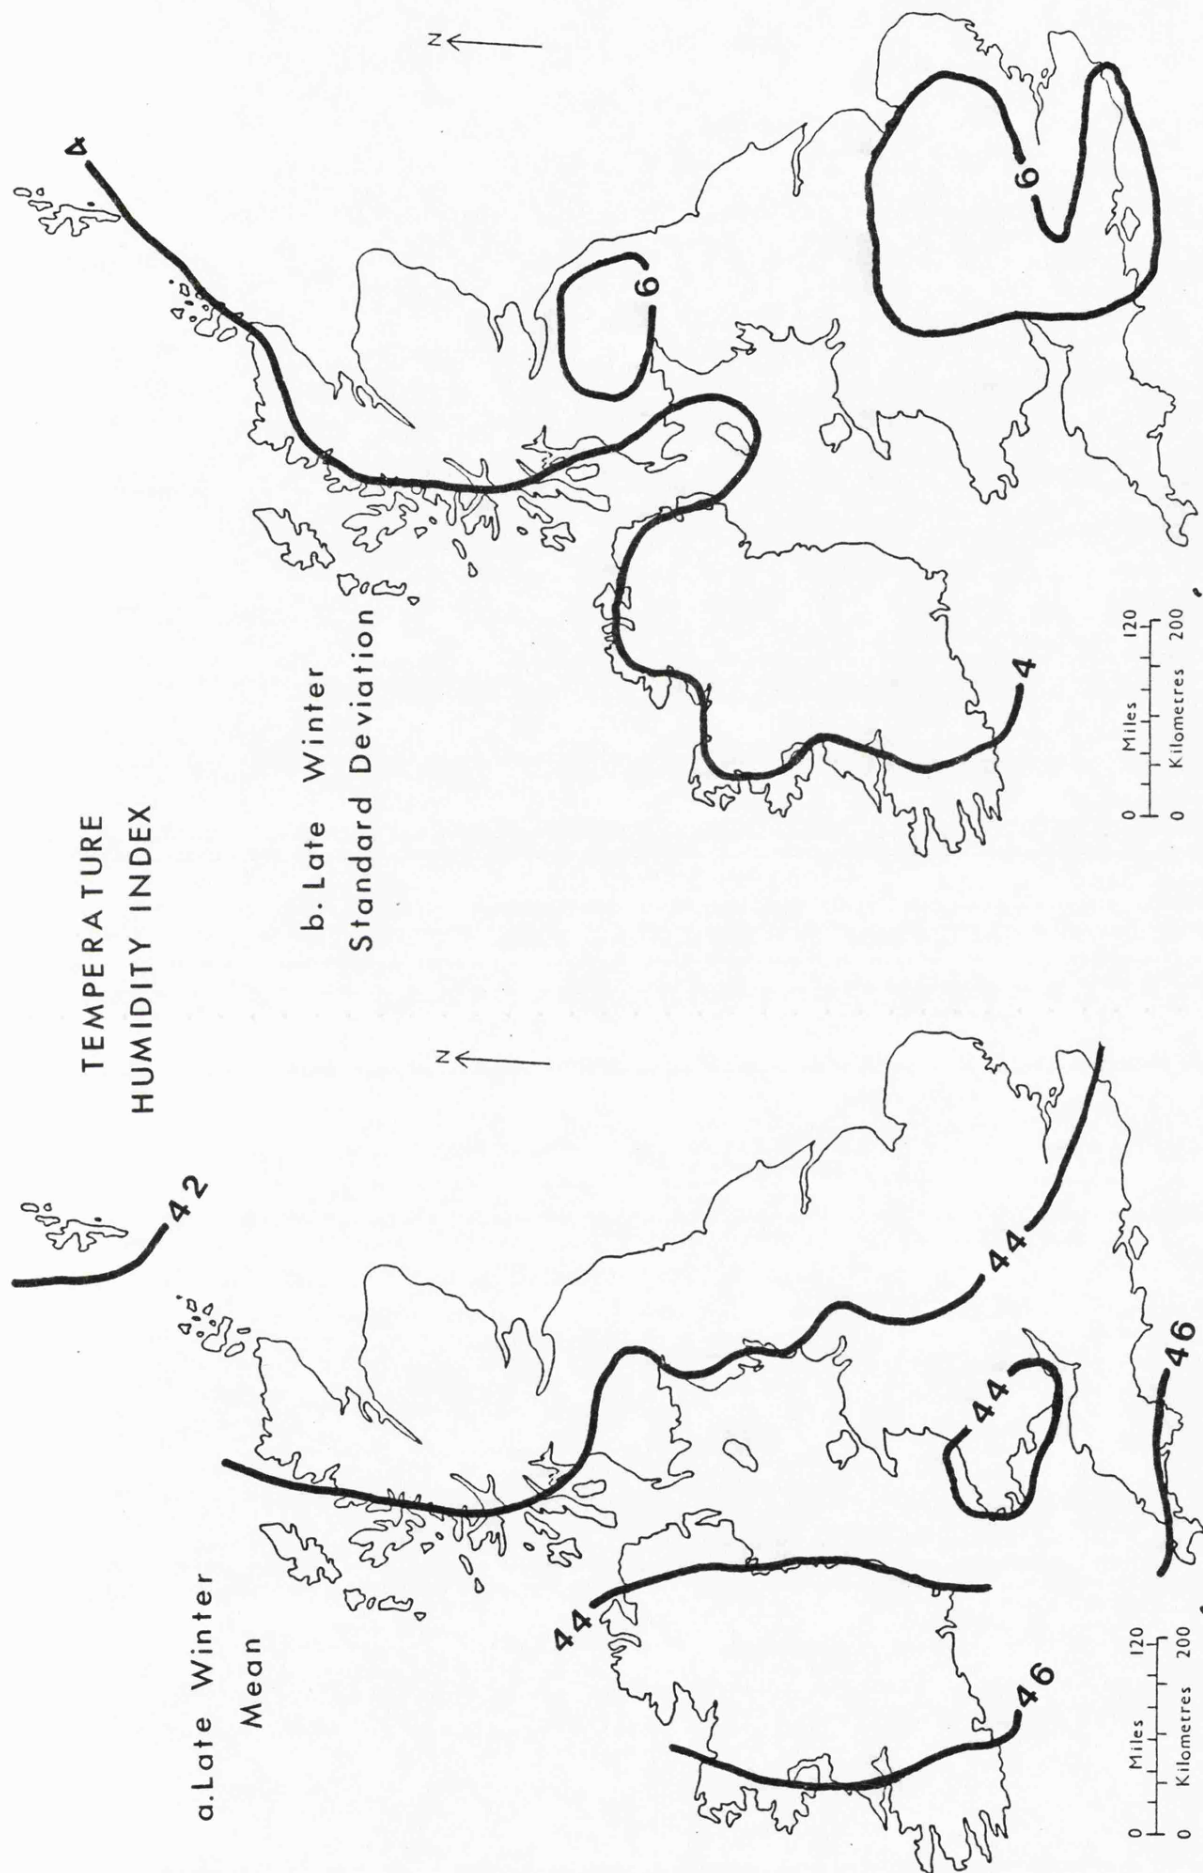 TEMPERATURE
HUMIDITY INDEX
a. Late Winter
Mean
N
42
44
44
44
46
46
0 Miles 120
0 Kilometres 200
b. Late Winter
Standard Deviation
N
4
6
6
4
0 Miles 120
0 Kilometres 200